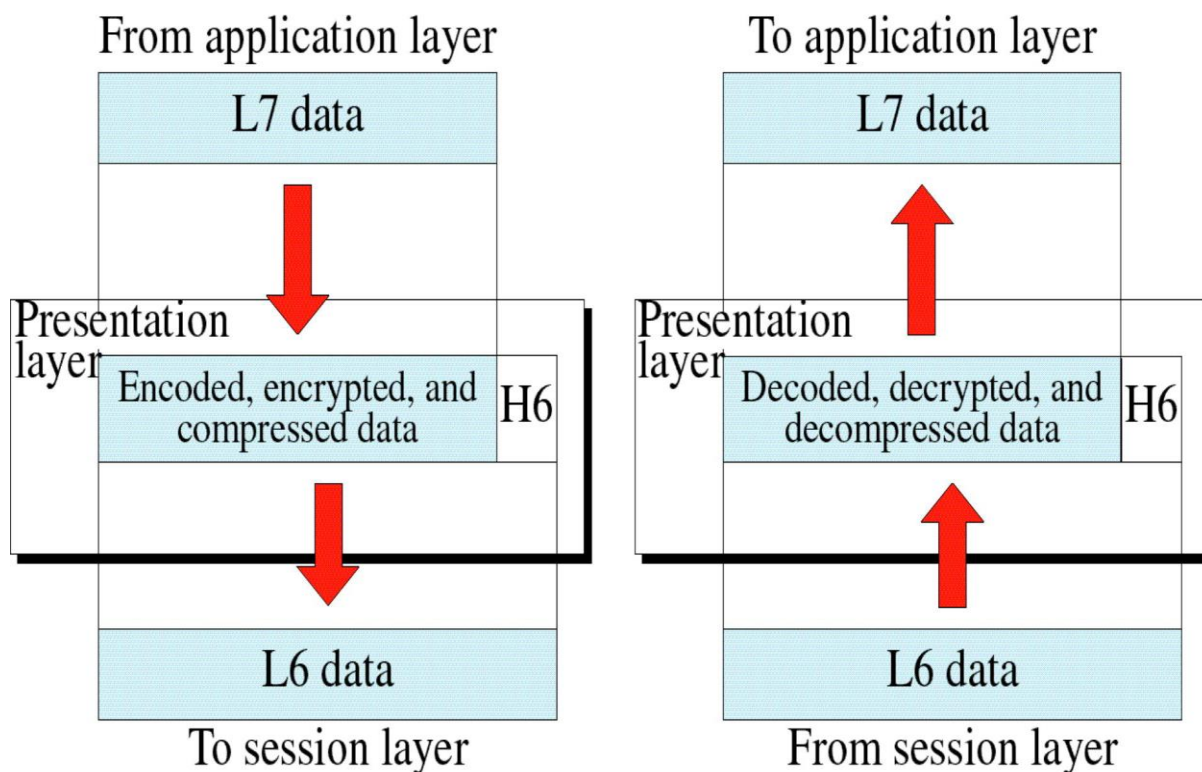 From application layer
L7 data
Presentation
layer
Encoded, encrypted, and
compressed data
H6
L6 data
To session layer
To application layer
L7 data
Presentation
layer
Decoded, decrypted, and
decompressed data
H6
L6 data
From session layer